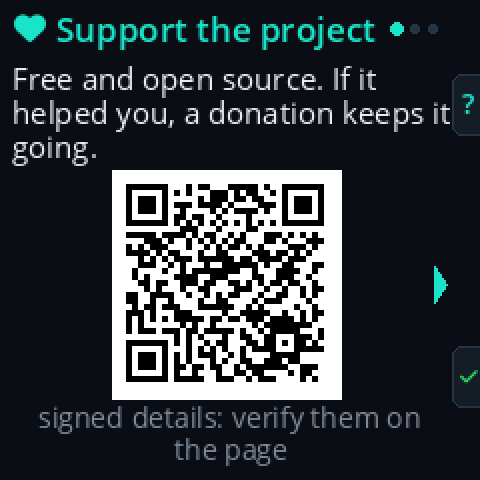 Support the project
Free and open source. If it
helped you, a donation keeps it
going.
?
signed details: verify them on
the page